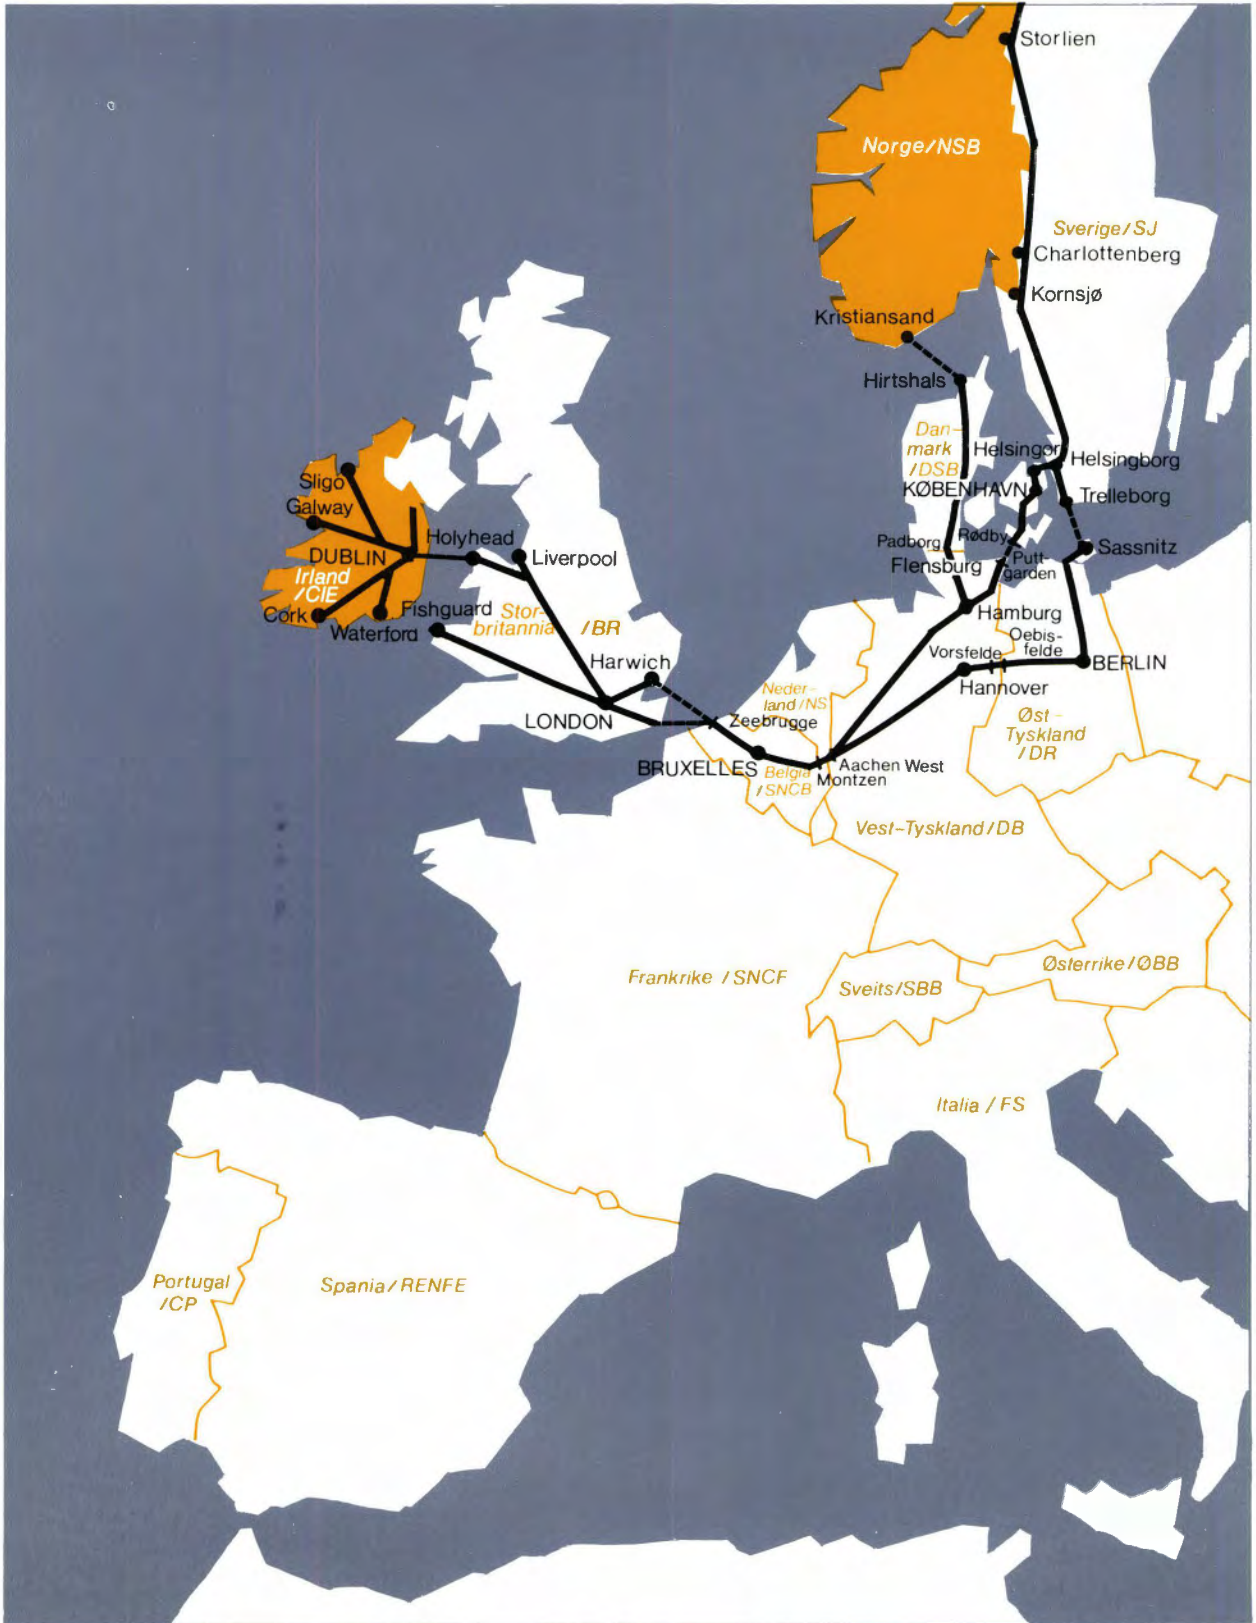 Storlien
Norge/NSB
Sverige/SJ
Charlottenberg
Kornsjø
Kristiansand
Hirtshals
Dan-
mark
/DSB
Helsingør
Helsingborg
KØBENHAVN
Trelleborg
Sligo
Galway
DUBLIN
Holyhead
Liverpool
Padborg
Rødby
Sassnitz
Flensburg
Putt-
garden
Irland
/CIE
Cork
Waterford
Fishguard
Stor-
britannia /BR
Hamburg
Oebis-
felde
Vorsfelde
BERLIN
Harwich
Hannover
Neder-
land/NS
LONDON
Zeebrugge
Øst-
Tyskland
/DR
BRUXELLES
Belgia
/SNCB
Aachen West
Montzen
Vest-Tyskland/DB
Frankrike / SNCF
Sveits/SBB
Østerrike/ØBB
Italia / FS
Portugal
/CP
Spania/RENFE